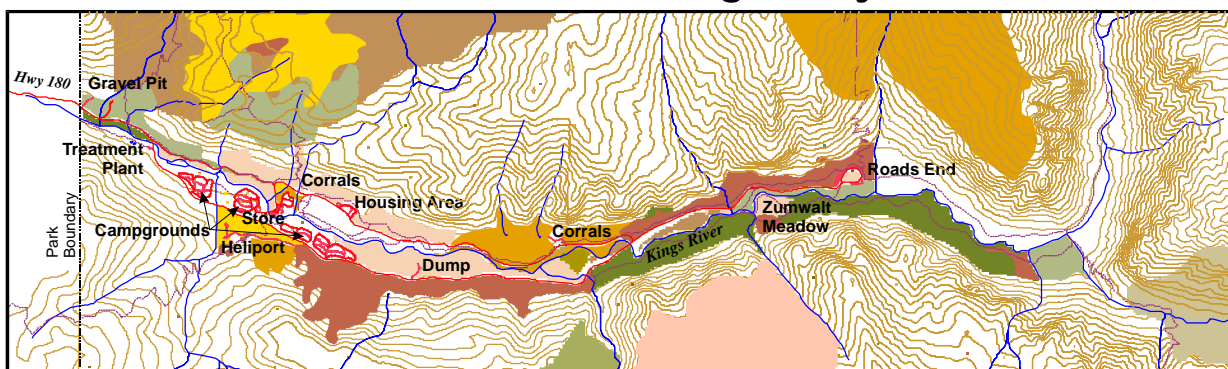 Hwy 180
Gravel Pit
Treatment
Plant
Park
Boundary
Corrals
Housing Area
Store
Campgrounds
Heliport
Dump
Corrals
Kings River
Zumwalt
Meadow
Roads End